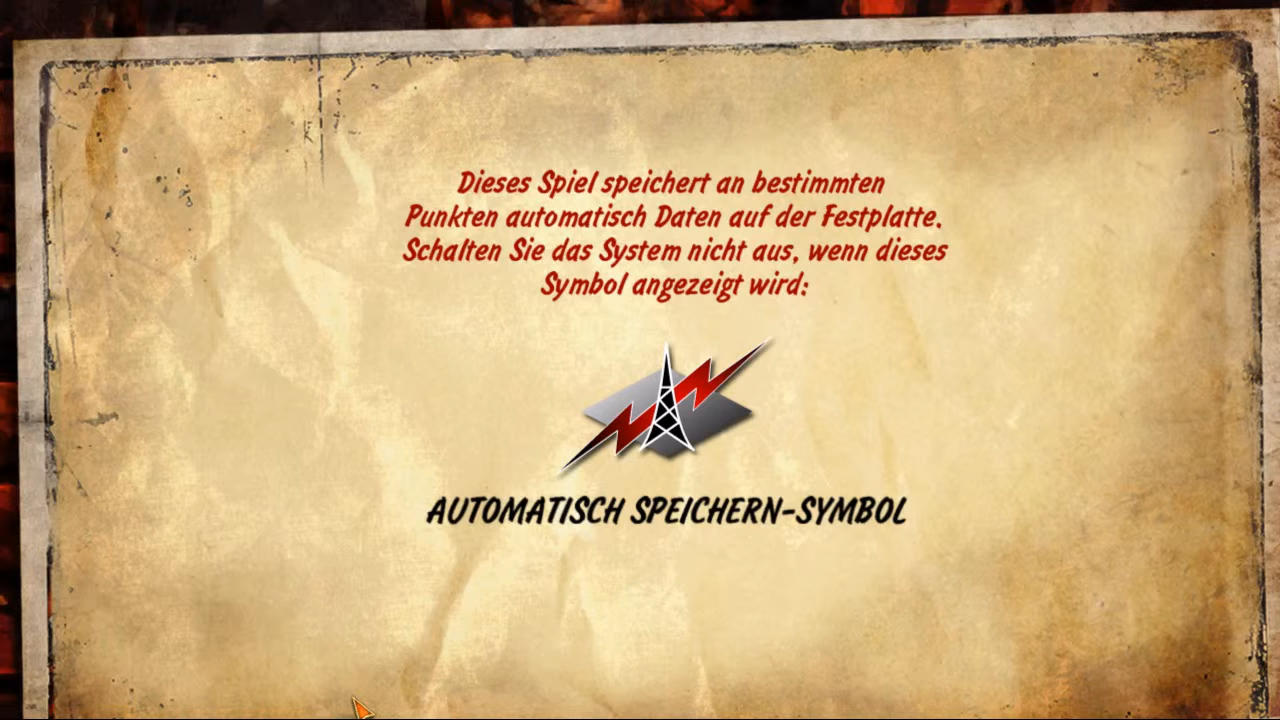 Dieses Spiel speichert an bestimmten
Punkten automatisch Daten auf der Festplatte.
Schalten Sie das System nicht aus, wenn dieses
Symbol angezeigt wird:
AUTOMATISCH SPEICHERN-SYMBOL